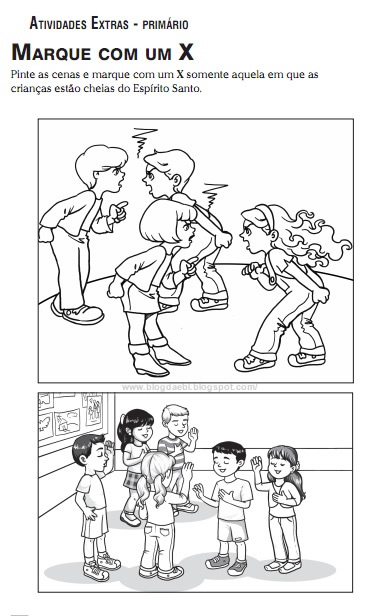 Atividades Extras - primário
Marque com um X
Pinte as cenas e marque com um X somente aquela em que as
crianças estão cheias do Espírito Santo.
www.blogdaebi.blogspot.com/